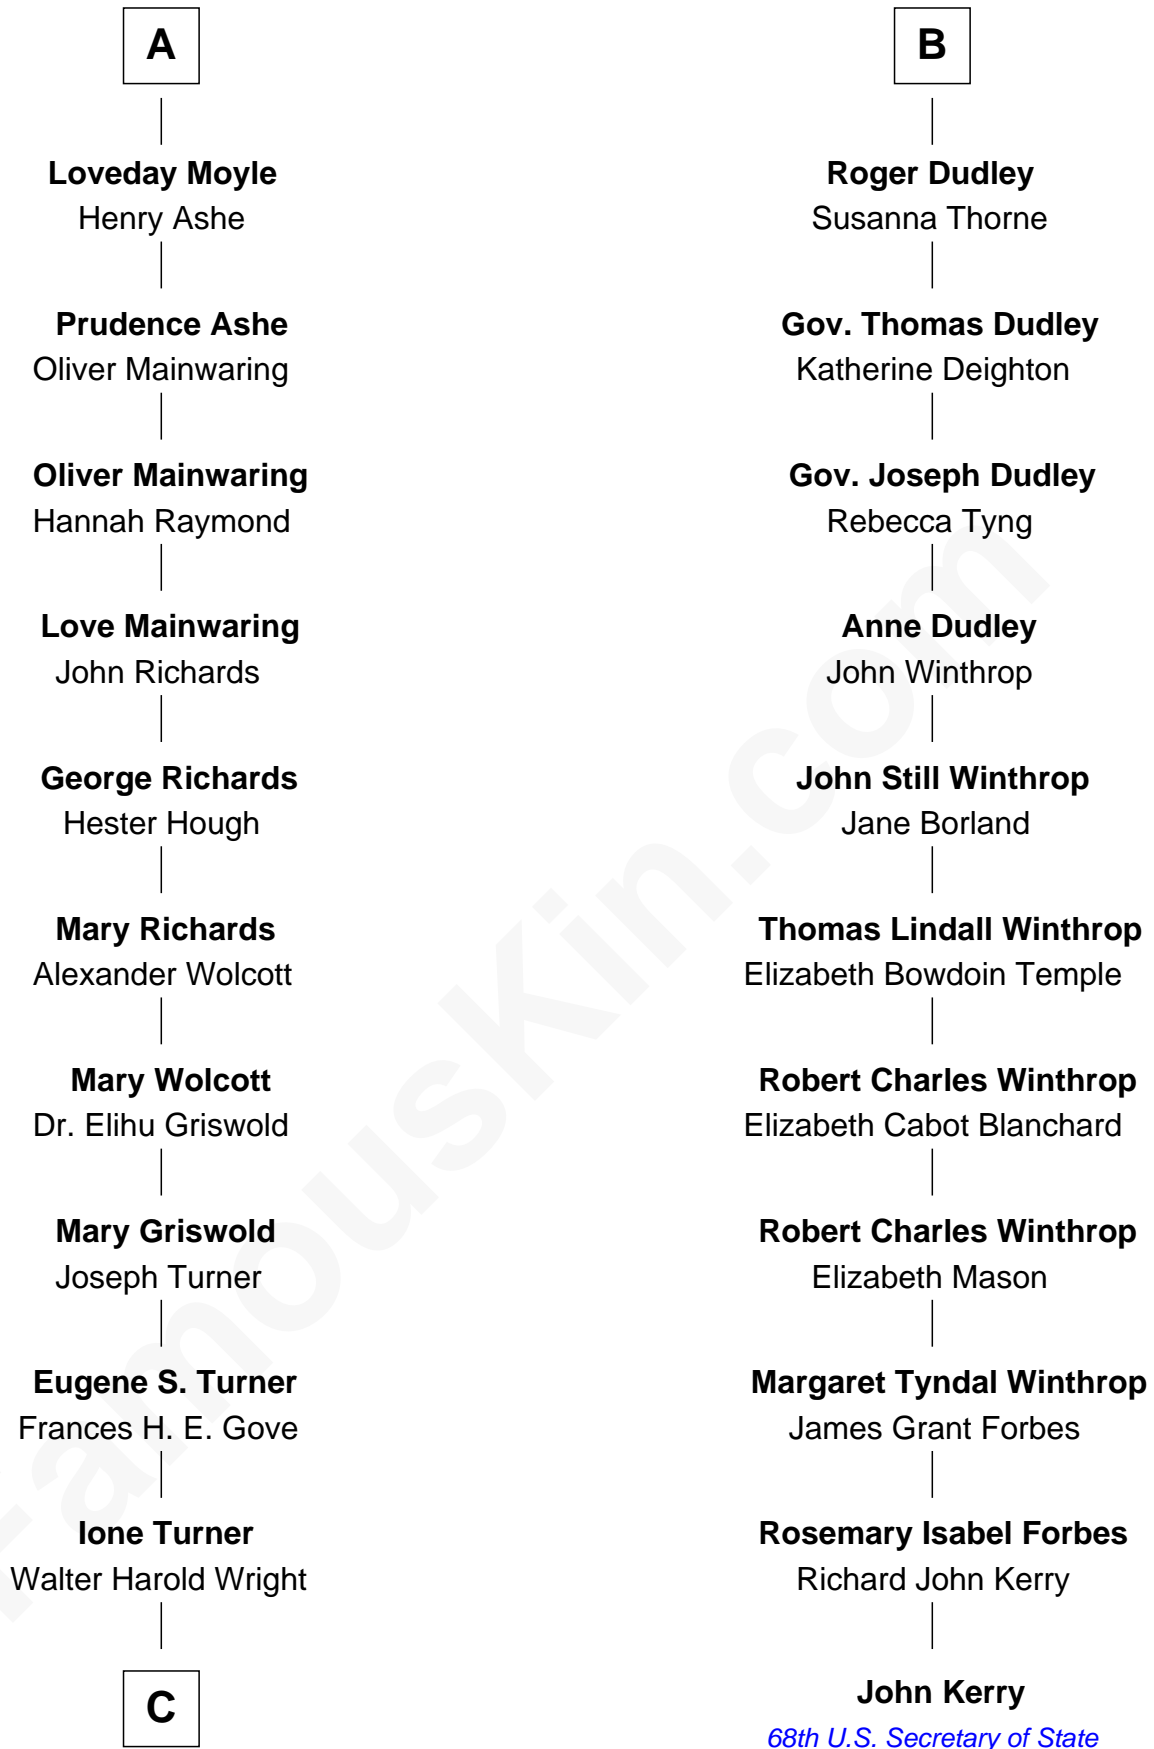 A
Loveday Moyle
Henry Ashe
Prudence Ashe
Oliver Mainwaring
Oliver Mainwaring
Hannah Raymond
Love Mainwaring
John Richards
George Richards
Hester Hough
Mary Richards
Alexander Wolcott
Mary Wolcott
Dr. Elihu Griswold
Mary Griswold
Joseph Turner
Eugene S. Turner
Frances H. E. Gove
Ione Turner
Walter Harold Wright
C
B
Roger Dudley
Susanna Thorne
Gov. Thomas Dudley
Katherine Deighton
Gov. Joseph Dudley
Rebecca Tyng
Anne Dudley
John Winthrop
John Still Winthrop
Jane Borland
Thomas Lindall Winthrop
Elizabeth Bowdoin Temple
Robert Charles Winthrop
Elizabeth Cabot Blanchard
Robert Charles Winthrop
Elizabeth Mason
Margaret Tyndal Winthrop
James Grant Forbes
Rosemary Isabel Forbes
Richard John Kerry
John Kerry
68th U.S. Secretary of State
FamousKin.com